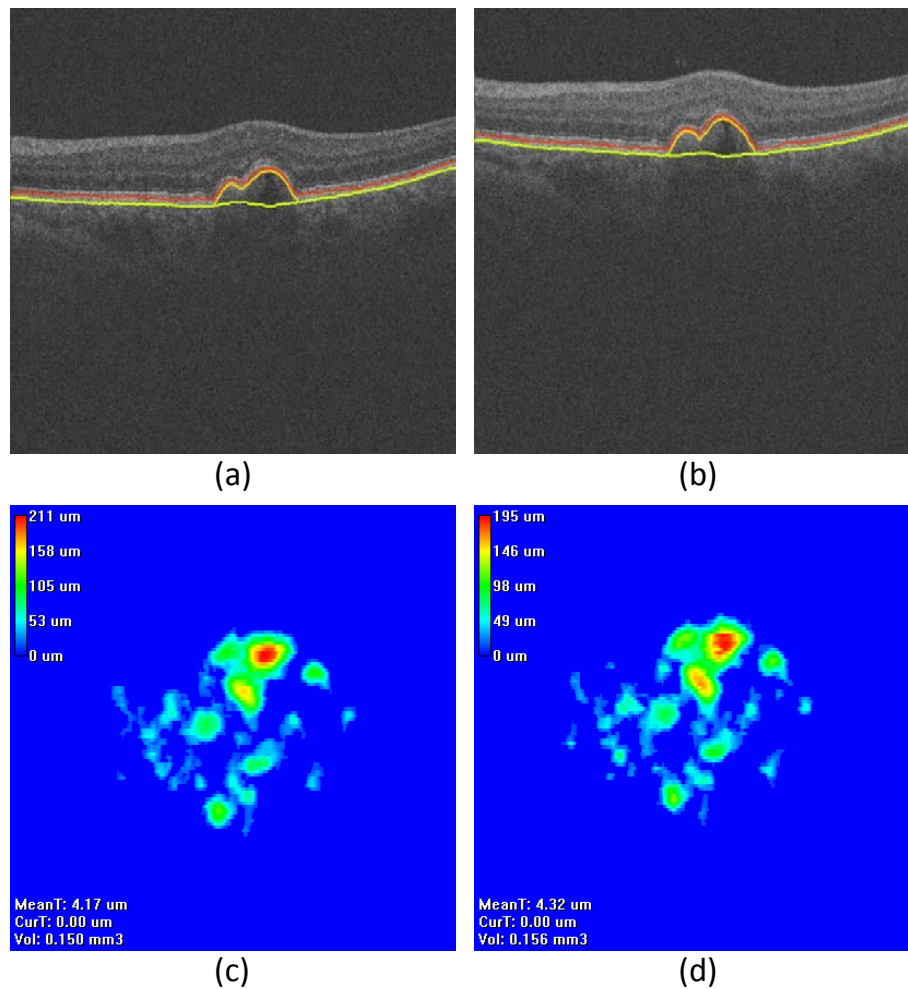 (a)
(b)
211 um
158 um
105 um
53 um
0 um
MeanT: 4.17 um
CurT: 0.00 um
Vol: 0.150 mm3
195 um
146 um
98 um
49 um
0 um
MeanT: 4.32 um
CurT: 0.00 um
Vol: 0.156 mm3
(c)
(d)